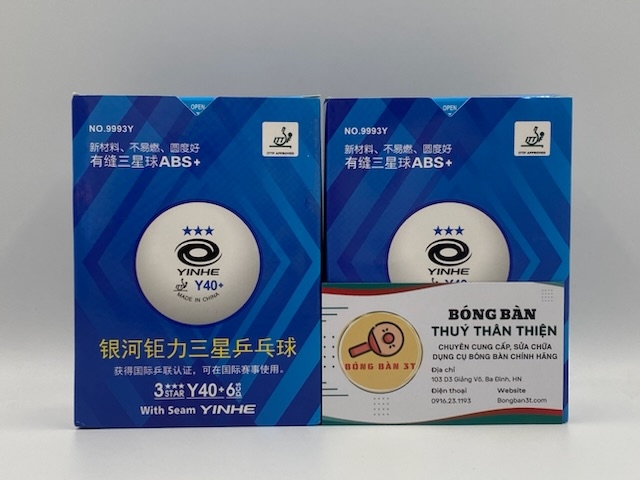 OPEN
NO.9993Y
ITTF APPROVED
新材料、不易燃、圆度好
有缝三星球ABS+
YINHE
Y40+
MADE IN CHINA
银河钜力三星乒乓球
获得国际乒联认证，可在国际赛事使用。
3 STAR Y40+ 6
With Seam YINHE
OPEN
NO.9993Y
ITTF APPROVED
新材料、不易燃、圆度好
有缝三星球ABS+
YINHE
BÓNG BÀN
THUÝ THÂN THIỆN
CHUYÊN CUNG CẤP, SỬA CHỮA
DỤNG CỤ BÓNG BÀN CHÍNH HÃNG
BÓNG BÀN 3T
Địa chỉ
103 D3 Giảng Võ, Ba Đình, HN
Điện thoại Website
0916.23.1193 Bongban3t.com